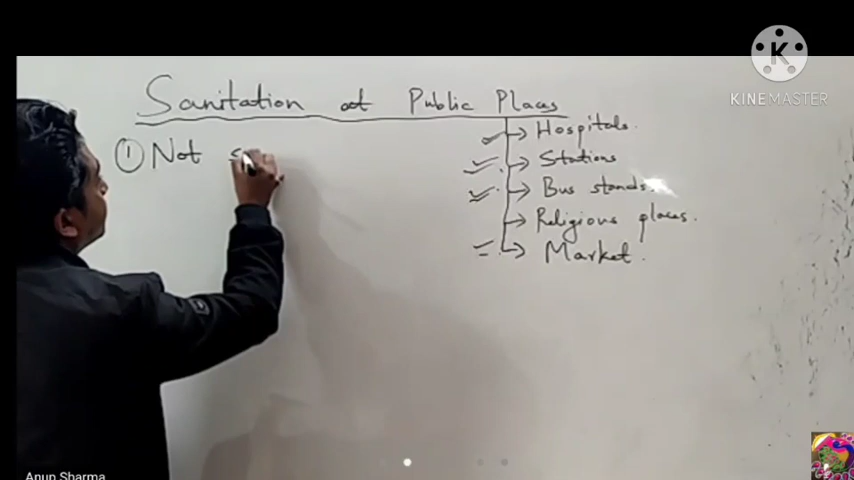 KINEMASTER
Sanitation at Public Places
① Not
→ Hospitals.
→ Stations
→ Bus stands.
→ Religious places.
→ Market.
Anup Sharma